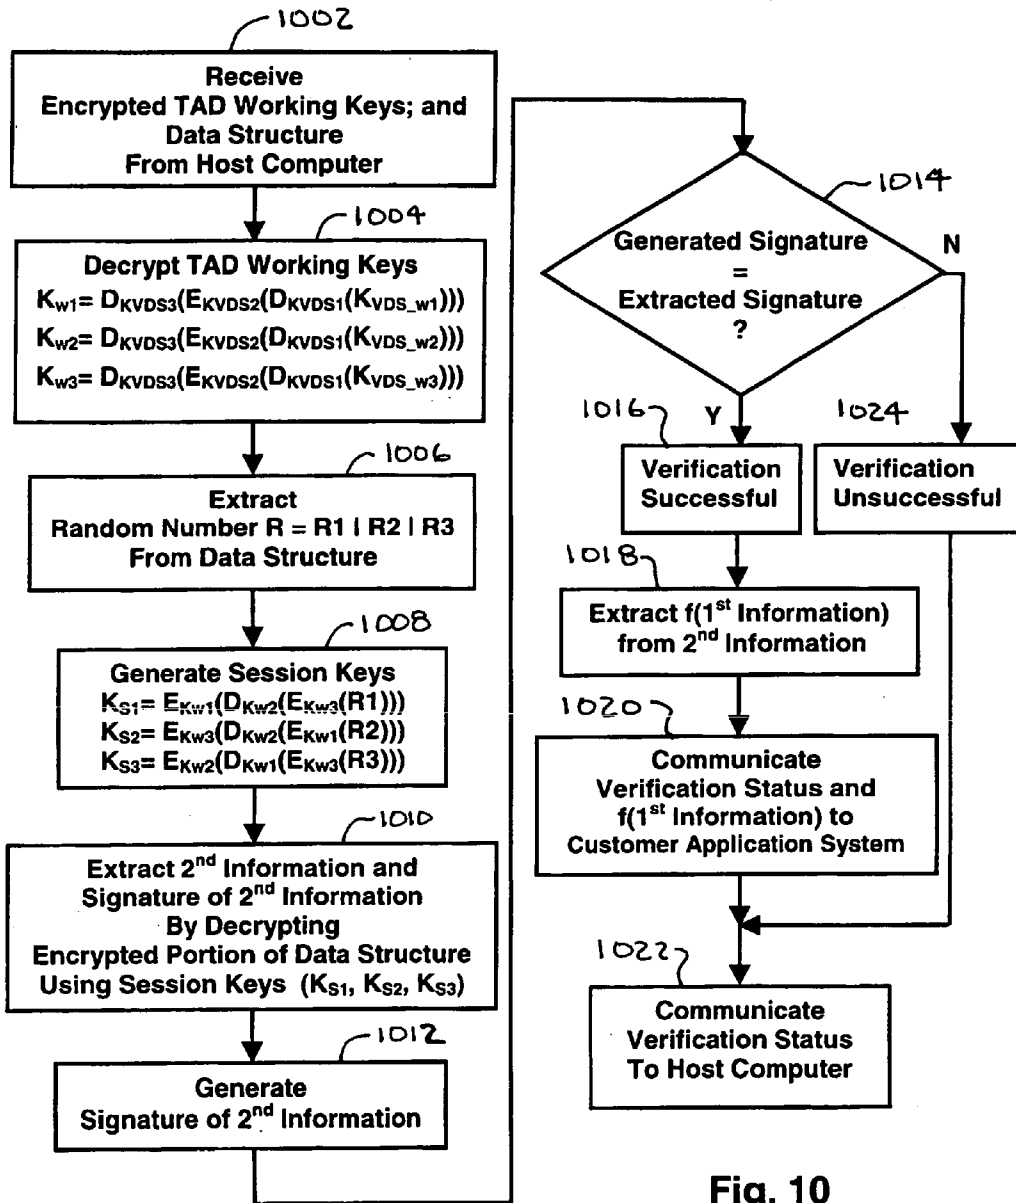 1002
Receive
Encrypted TAD Working Keys; and
Data Structure
From Host Computer
1004
Decrypt TAD Working Keys
Kw1= DKVDS3(EKVDS2(DKVDS1(KVDS_w1)))
Kw2= DKVDS3(EKVDS2(DKVDS1(KVDS_w2)))
Kw3= DKVDS3(EKVDS2(DKVDS1(KVDS_w3)))
1006
Extract
Random Number R = R1 | R2 | R3
From Data Structure
1008
Generate Session Keys
KS1= EKw1(DKw2(EKw3(R1)))
KS2= EKw3(DKw2(EKw1(R2)))
KS3= EKw2(DKw1(EKw3(R3)))
1010
Extract 2nd Information and
Signature of 2nd Information
By Decrypting
Encrypted Portion of Data Structure
Using Session Keys (KS1, KS2, KS3)
1012
Generate
Signature of 2nd Information
1014
Generated Signature
=
Extracted Signature
?
N
Y
1016
Verification
Successful
1024
Verification
Unsuccessful
1018
Extract f(1st Information)
from 2nd Information
1020
Communicate
Verification Status and
f(1st Information) to
Customer Application System
1022
Communicate
Verification Status
To Host Computer
Fig. 10